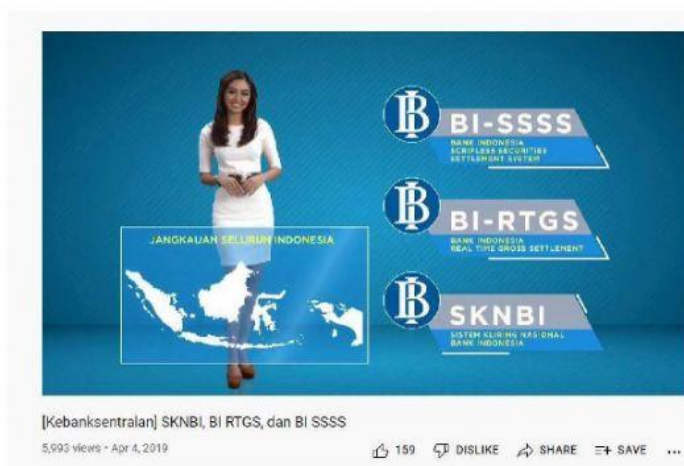 BI-SSSS
BANK INDONESIA
SCRIPLESS SECURITIES
SETTLEMENT SYSTEM
BI-RTGS
BANK INDONESIA
REAL TIME GROSS SETTLEMENT
JANGKAUAN SELURUH INDONESIA
SKNBI
SISTEM KLIRING NASIONAL
BANK INDONESIA
[Kebanksentralan] SKNBI, BI RTGS, dan BI SSSS
5,993 views • Apr 4, 2019
159 DISLIKE SHARE SAVE ...